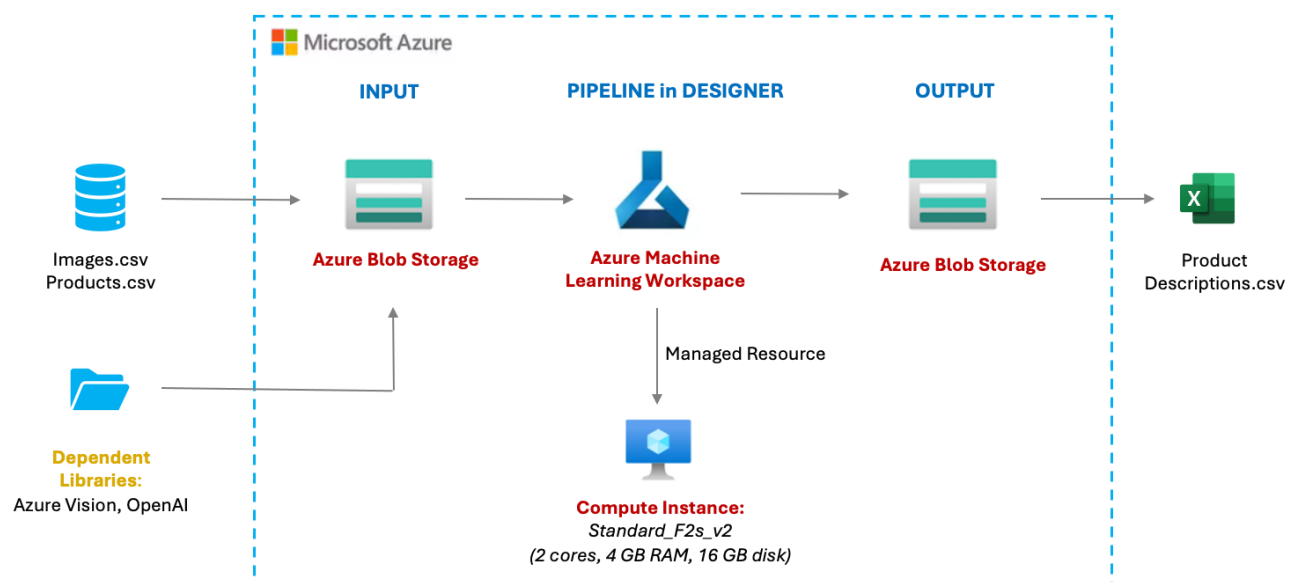 Microsoft Azure
INPUT
PIPELINE in DESIGNER
OUTPUT
Images.csv
Products.csv
Azure Blob Storage
Azure Machine
Learning Workspace
Azure Blob Storage
X
Product
Descriptions.csv
Managed Resource
Dependent
Libraries:
Azure Vision, OpenAI
Compute Instance:
Standard_F2s_v2
(2 cores, 4 GB RAM, 16 GB disk)